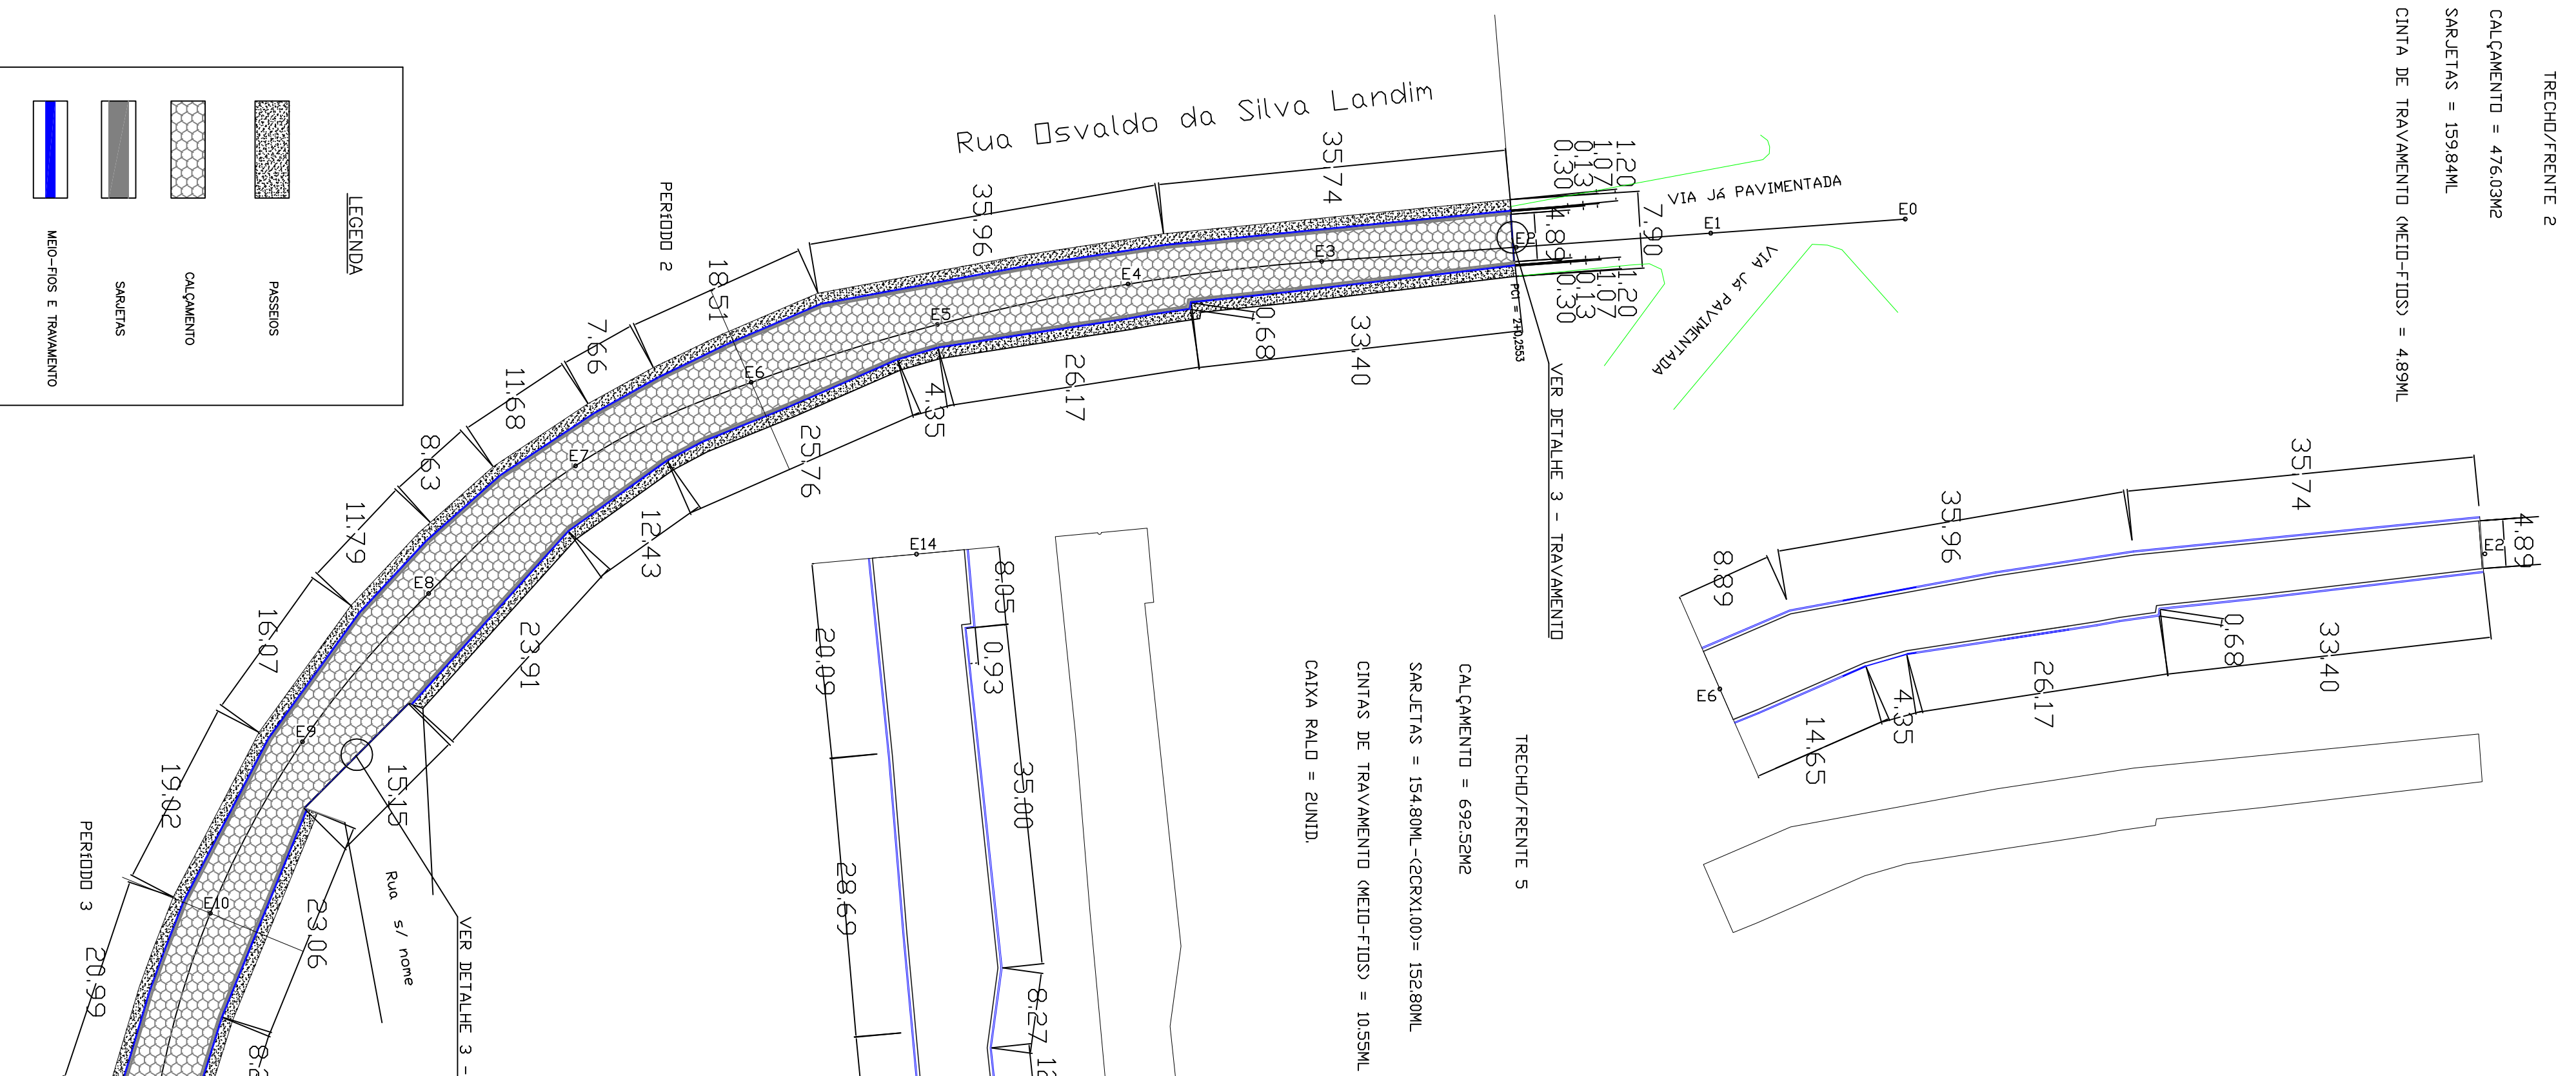 TRECHO/FRENTE 2
CALÇAMENTO = 476.03M2
SARJETAS = 159.84ML
CINTA DE TRAVAMENTO (MEIO-FIOS) = 4.89ML
35,74
35,96
8,89
4,89
E2
0,68
33,40
26,17
4,35
14,65
E6
Rua Osvaldo da Silva Landim
VIA Já PAVIMENTADA
VIA Já PAVIMENTADA
E0
E1
E2
E3
E4
E5
E6
E7
E8
E9
E10
1,20
1,07
0,13
0,30
4,89
7,90
1,20
1,07
0,13
0,30
PC1 = 2+0.2553
35,74
35,96
18,51
7,66
11,68
8,63
11,79
16,07
19,02
20,99
33,40
0,68
26,17
4,35
25,76
12,43
23,91
15,15
23,06
PERíODO 2
PERíODO 3
VER DETALHE 3 - TRAVAMENTO
VER DETALHE 3 -
Rua s/ nome
LEGENDA
PASSEIOS
CALÇAMENTO
SARJETAS
MEIO-FIOS E TRAVAMENTO
TRECHO/FRENTE 5
CALÇAMENTO = 692.52M2
SARJETAS = 154.80ML-(2CRX1.00)= 152.80ML
CINTAS DE TRAVAMENTO (MEIO-FIOS) = 10.55ML
CAIXA RALO = 2UNID.
E14
8,05
0,93
20,09
35,00
28,69
8,27